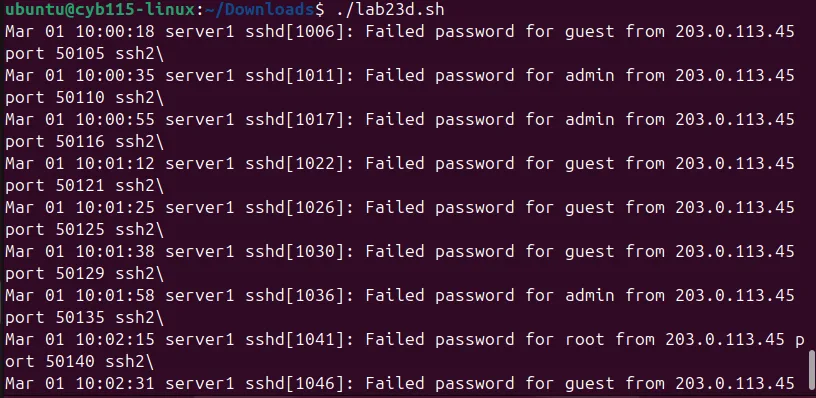 ubuntu@cyb115-linux:~/Downloads$ ./lab23d.sh
Mar 01 10:00:18 server1 sshd[1006]: Failed password for guest from 203.0.113.45
port 50105 ssh2\
Mar 01 10:00:35 server1 sshd[1011]: Failed password for admin from 203.0.113.45
port 50110 ssh2\
Mar 01 10:00:55 server1 sshd[1017]: Failed password for admin from 203.0.113.45
port 50116 ssh2\
Mar 01 10:01:12 server1 sshd[1022]: Failed password for guest from 203.0.113.45
port 50121 ssh2\
Mar 01 10:01:25 server1 sshd[1026]: Failed password for guest from 203.0.113.45
port 50125 ssh2\
Mar 01 10:01:38 server1 sshd[1030]: Failed password for guest from 203.0.113.45
port 50129 ssh2\
Mar 01 10:01:58 server1 sshd[1036]: Failed password for admin from 203.0.113.45
port 50135 ssh2\
Mar 01 10:02:15 server1 sshd[1041]: Failed password for root from 203.0.113.45 p
ort 50140 ssh2\
Mar 01 10:02:31 server1 sshd[1046]: Failed password for guest from 203.0.113.45